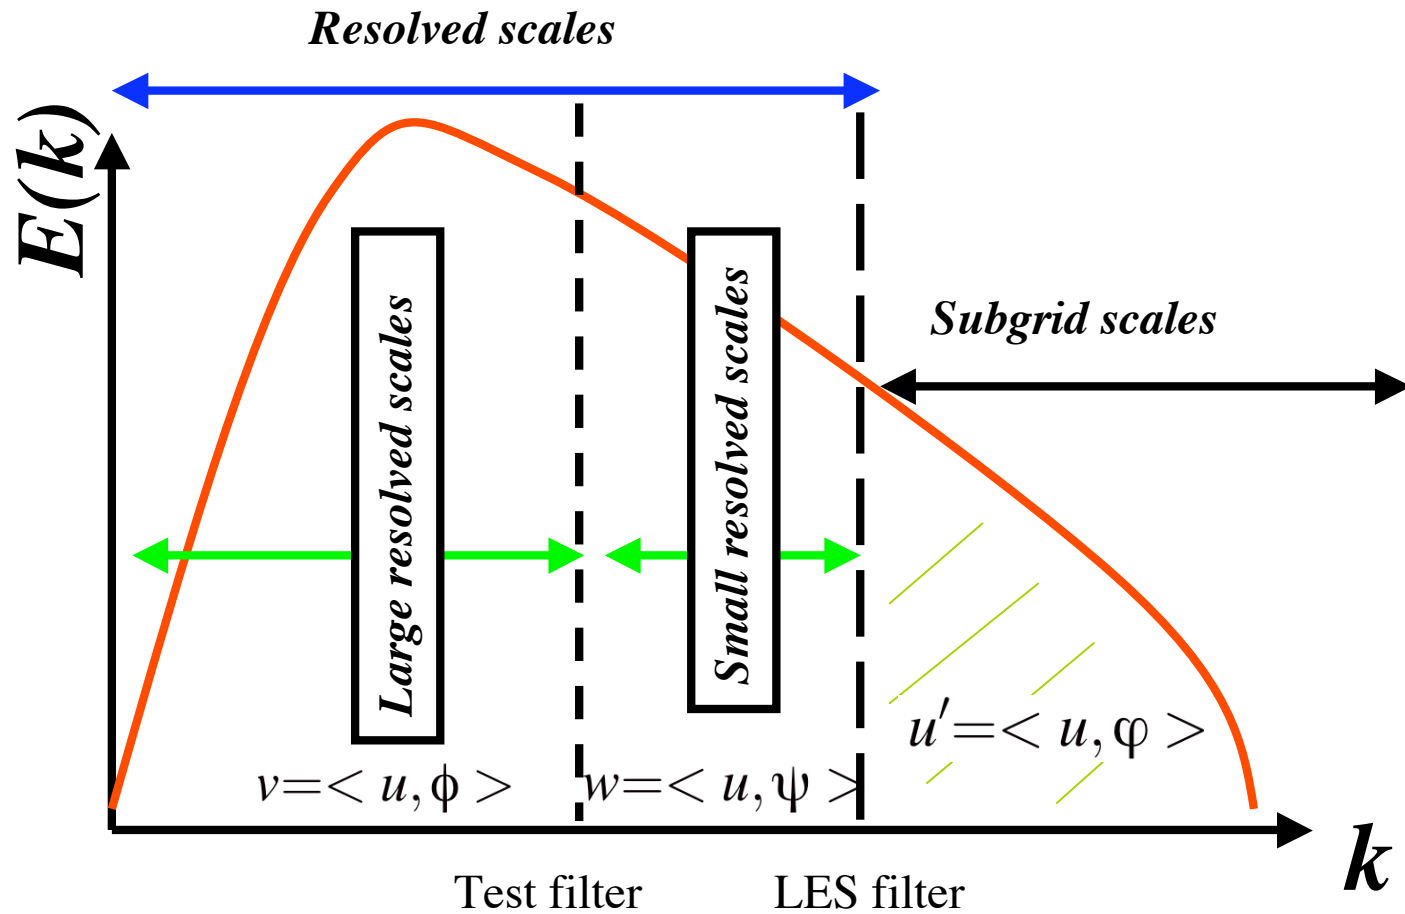 Resolved scales
E(k)
Large resolved scales
Small resolved scales
Subgrid scales
v=< u,ϕ >
w=< u,ψ >
u′=< u,φ >
k
Test filter
LES filter